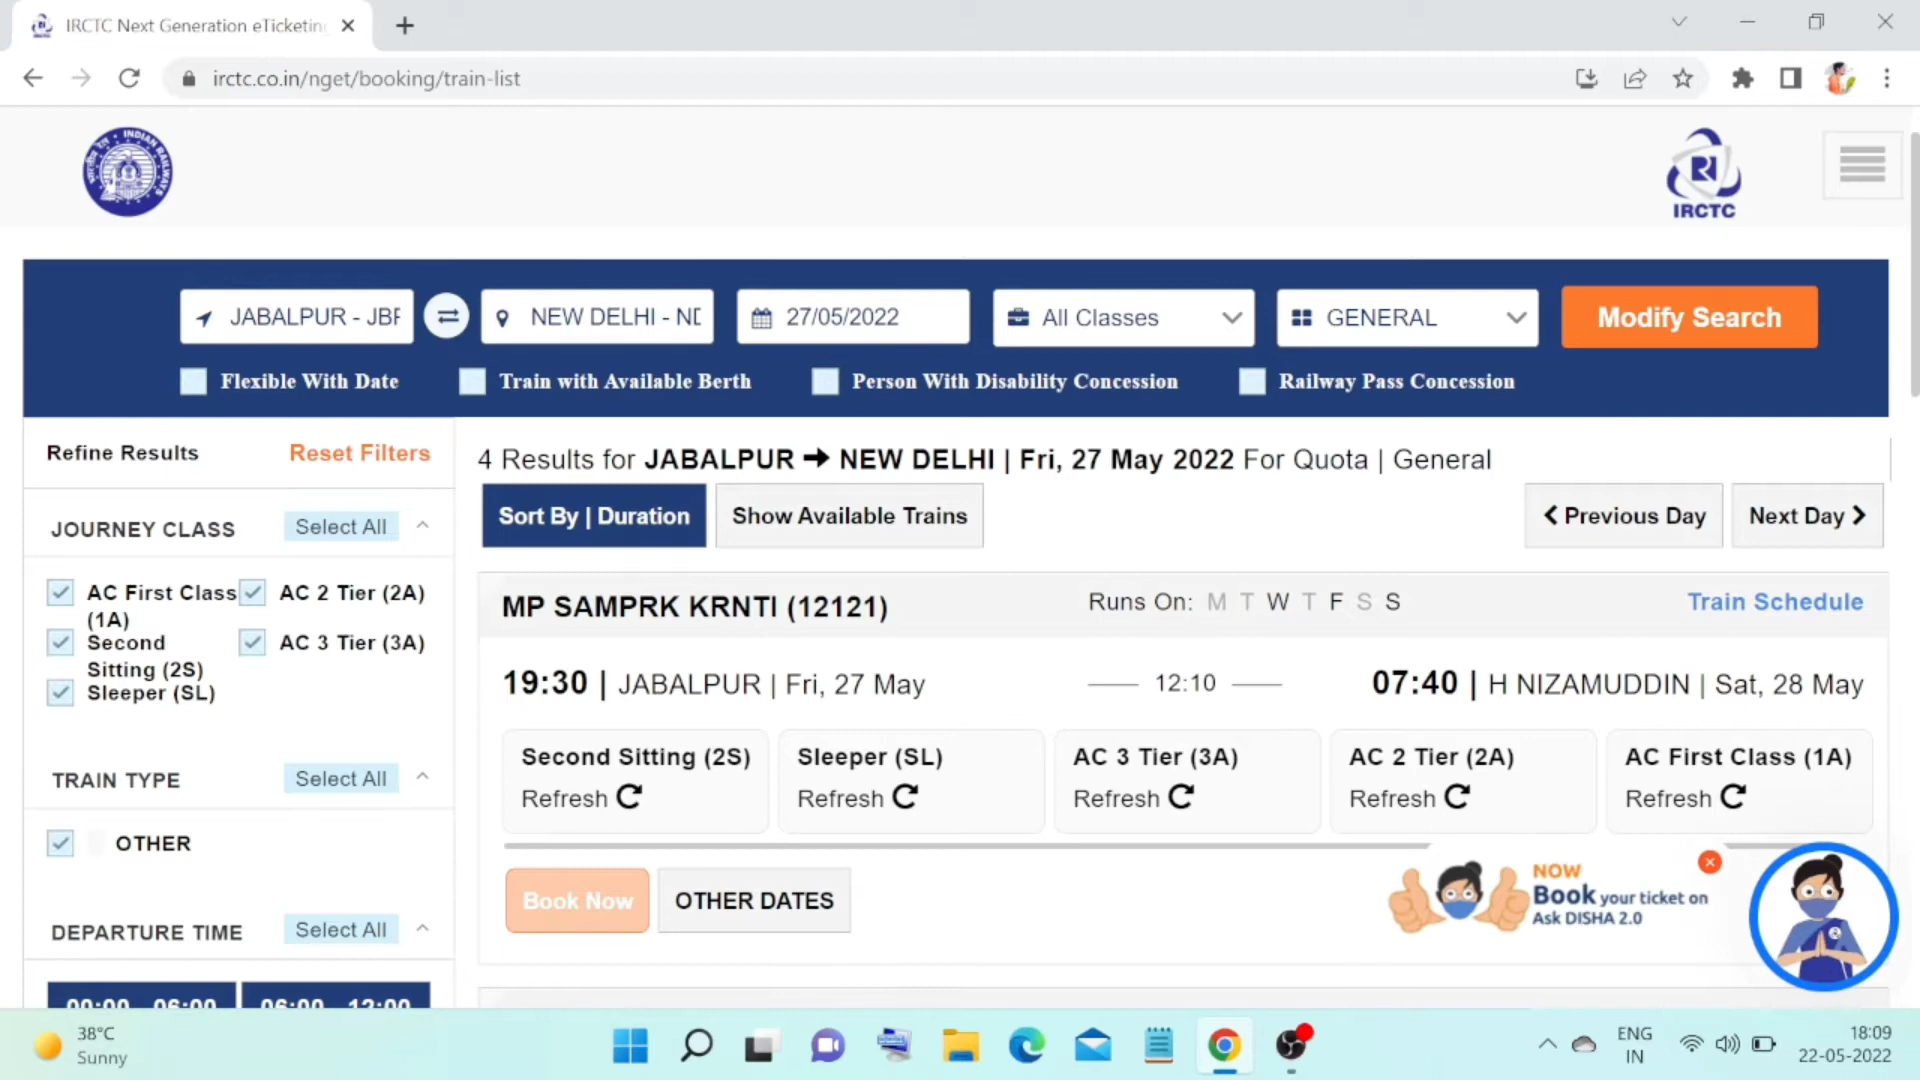 IRCTC Next Generation eTicketing
irctc.co.in/nget/booking/train-list
INDIAN RAILWAYS
IRCTC
JABALPUR - JBP
NEW DELHI - ND
27/05/2022
All Classes
GENERAL
Modify Search
Flexible With Date
Train with Available Berth
Person With Disability Concession
Railway Pass Concession
Refine Results
Reset Filters
4 Results for JABALPUR ➔ NEW DELHI | Fri, 27 May 2022 For Quota | General
Sort By | Duration
Show Available Trains
Previous Day
Next Day
JOURNEY CLASS
Select All
AC First Class (1A)
AC 2 Tier (2A)
Second Sitting (2S)
AC 3 Tier (3A)
Sleeper (SL)
TRAIN TYPE
Select All
OTHER
DEPARTURE TIME
Select All
00:00 - 06:00
06:00 - 12:00
MP SAMPRK KRNTI (12121)
Runs On: M T W T F S S
Train Schedule
19:30 | JABALPUR | Fri, 27 May
12:10
07:40 | H NIZAMUDDIN | Sat, 28 May
Second Sitting (2S)
Refresh
Sleeper (SL)
Refresh
AC 3 Tier (3A)
Refresh
AC 2 Tier (2A)
Refresh
AC First Class (1A)
Refresh
Book Now
OTHER DATES
NOW
Book your ticket on
Ask DISHA 2.0
38°C
Sunny
ENG
IN
18:09
22-05-2022